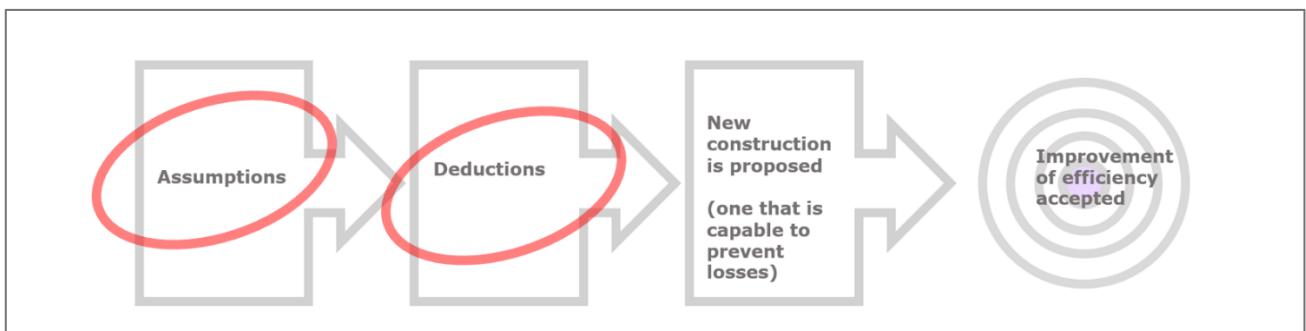 Assumptions
Deductions
New
construction
is proposed
(one that is
capable to
prevent
losses)
Improvement
of efficiency
accepted